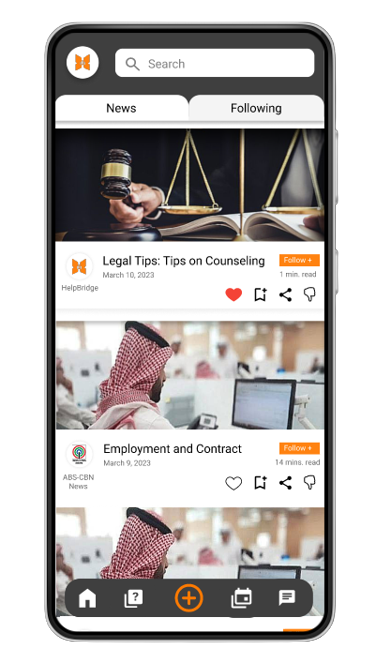 Search
News
Following
Legal Tips: Tips on Counseling
Follow +
March 10, 2023
1 min. read
HelpBridge
Employment and Contract
Follow +
March 9, 2023
14 mins. read
ABS-CBN
News
?